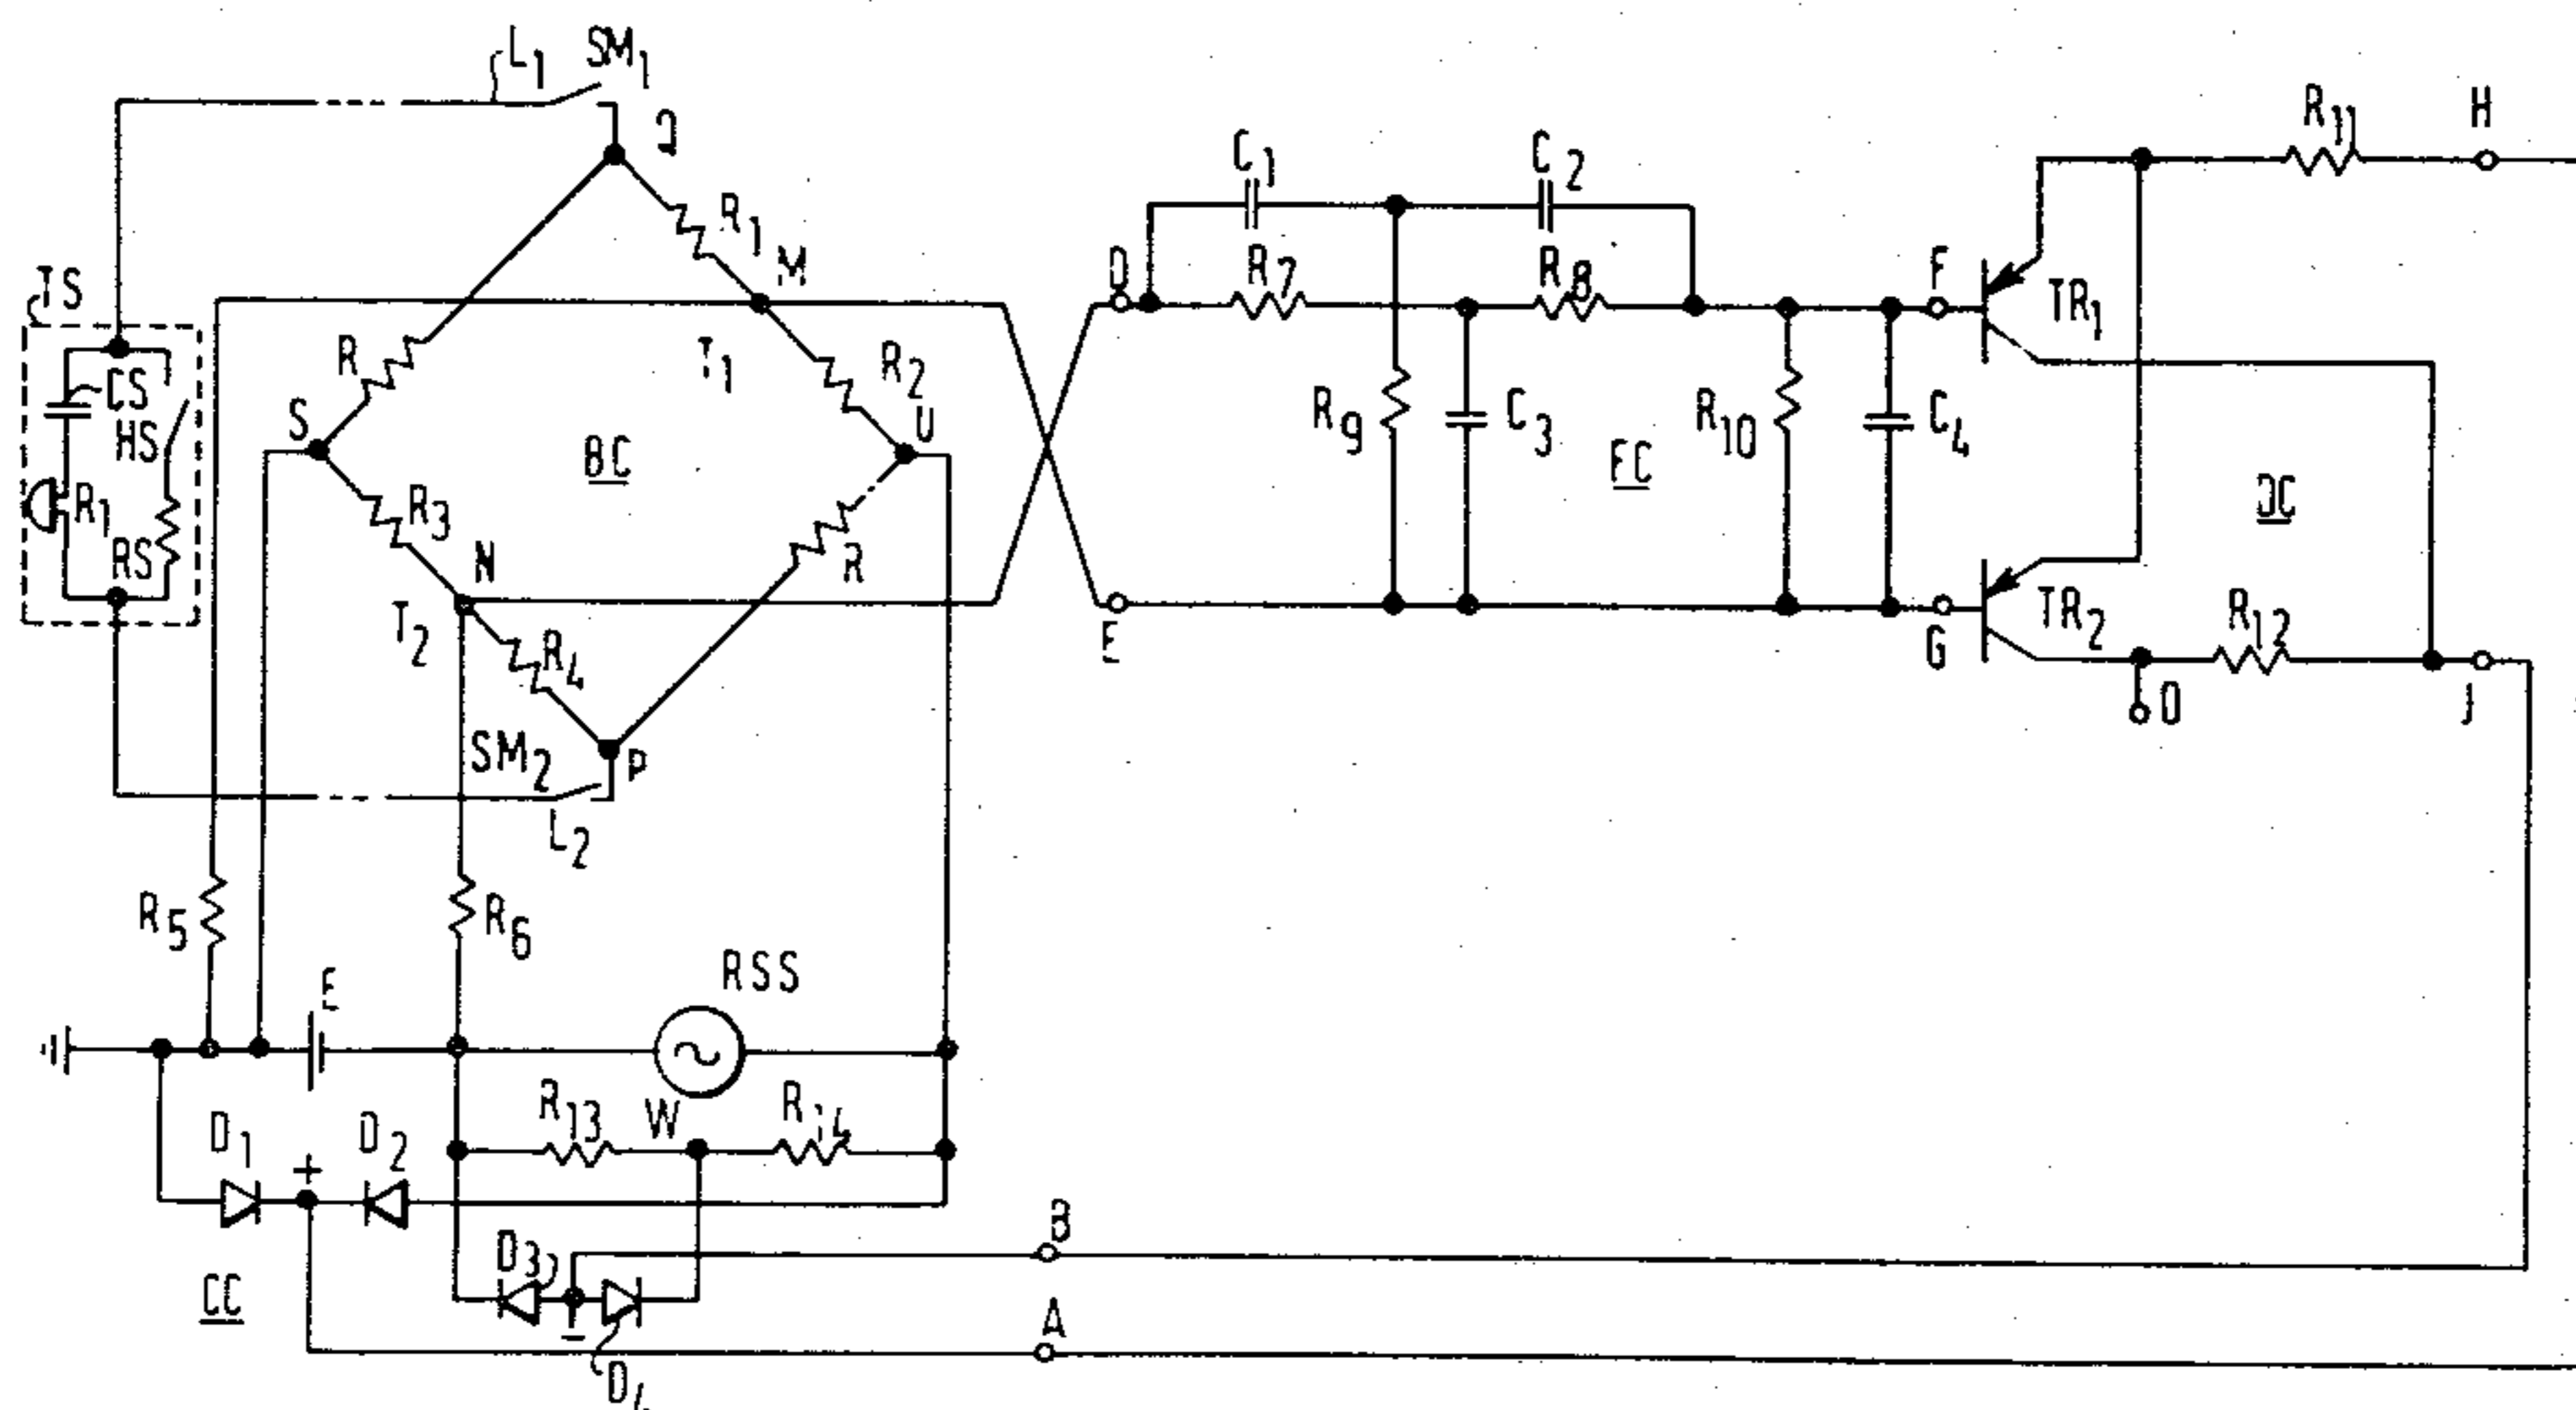 L1 SM1
Q
R11 H
C1 C2
R1
M
D R7 R8 F TR1
TS
R T1 R2
CS
HS
S BC U
R9 C3 FC R10 C4 DC
R1 R3
RS
N R
T2 R4 E G TR2 R12
SM2 P O J
L2
R5 R6
E RSS
R13 W R14
D1 + D2
B
D3
CC
A
−
D4